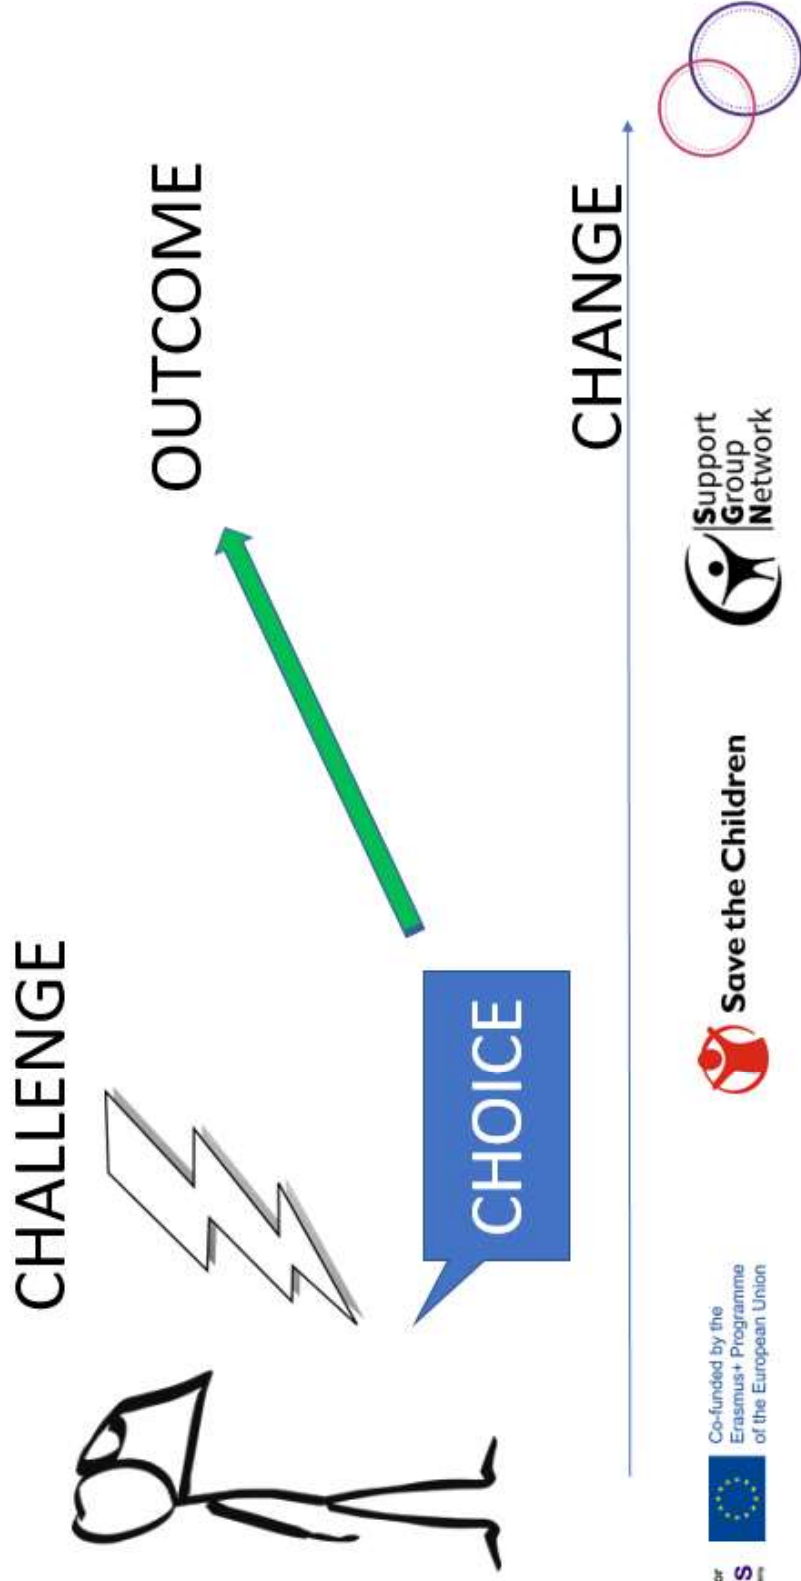 CHALLENGE
OUTCOME
CHOICE
CHANGE
or
S
Co-funded by the
Erasmus+ Programme
of the European Union
Save the Children
Support
Group
Network